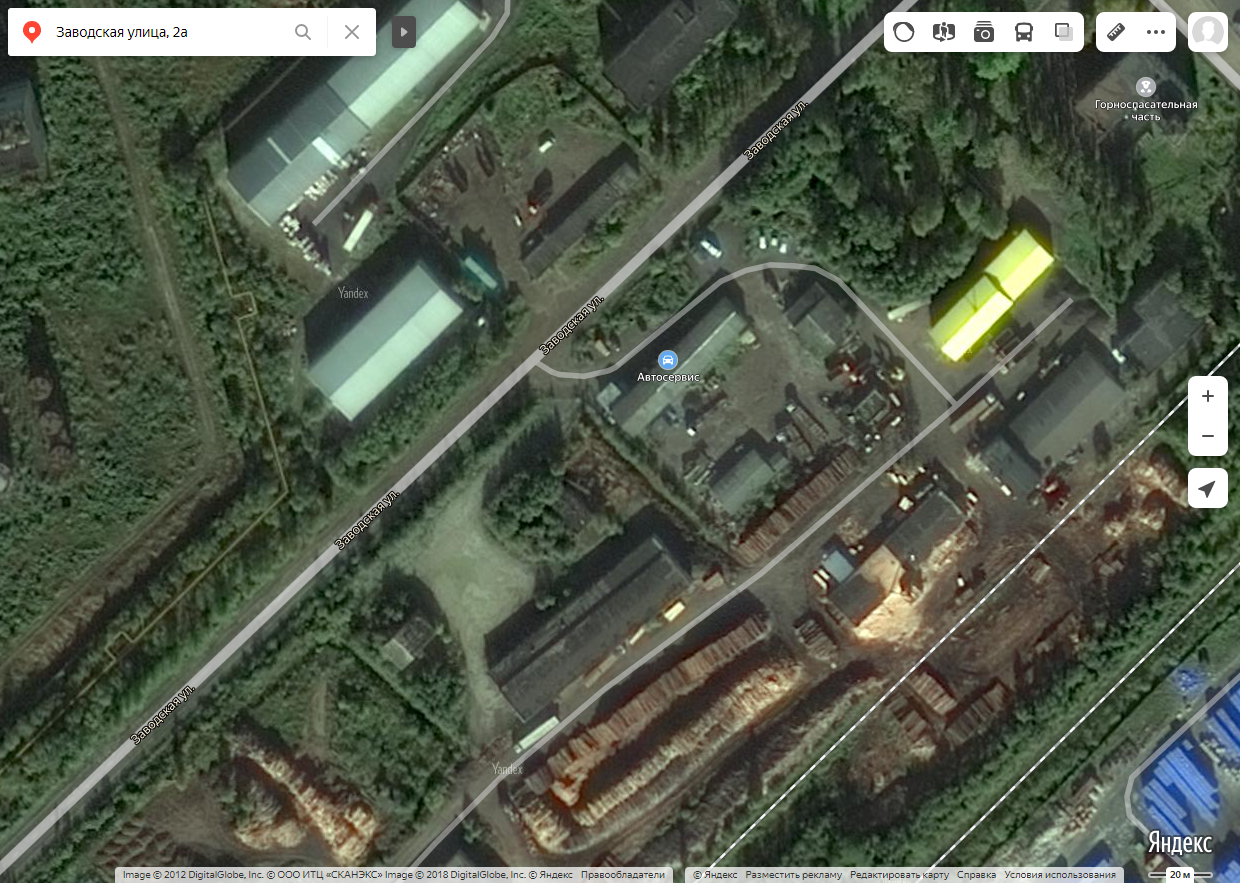 Заводская улица, 2а
Горноспасательная
часть
Заводская ул.
Yandex
Заводская ул.
Автосервис
Заводская ул.
Заводская ул.
Yandex
Яндекс
Image © 2012 DigitalGlobe, Inc. © ООО ИТЦ «СКАНЭКС» Image © 2018 DigitalGlobe, Inc. © Яндекс Правообладатели
© Яндекс Разместить рекламу Редактировать карту Справка Условия использования
20 м